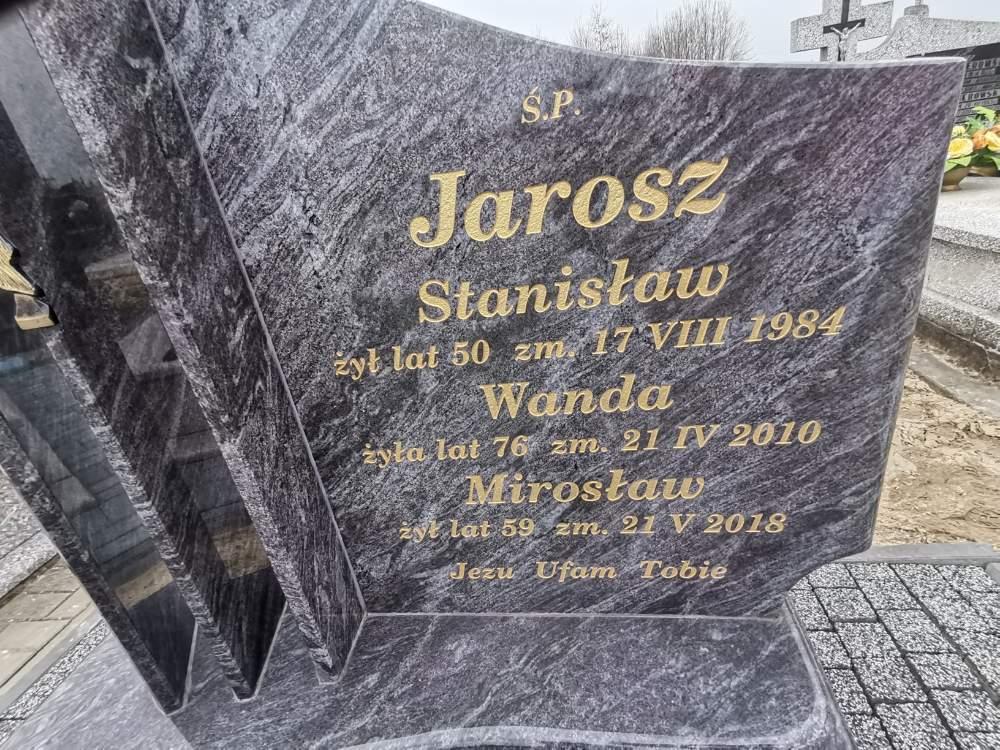 Ś.P.
Jarosz
Stanisław
żył lat 50 zm. 17 VIII 1984
Wanda
żyła lat 76 zm. 21 IV 2010
Mirosław
żył lat 59 zm. 21 V 2018
Jezu Ufam Tobie